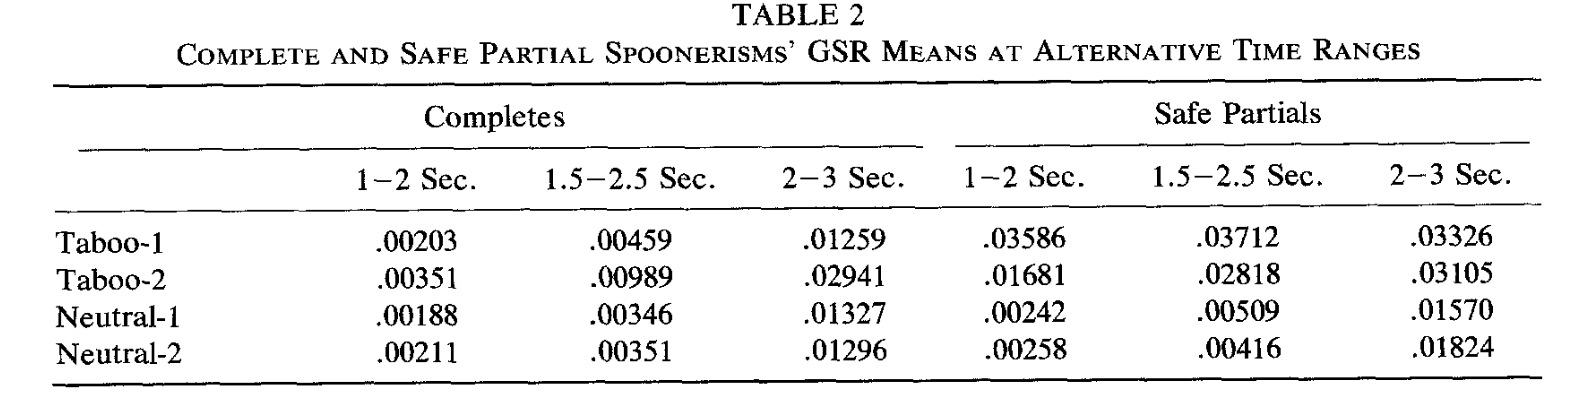 TABLE 2
COMPLETE AND SAFE PARTIAL SPOONERISMS' GSR MEANS AT ALTERNATIVE TIME RANGES
Completes Safe Partials
1–2 Sec. 1.5–2.5 Sec. 2–3 Sec. 1–2 Sec. 1.5–2.5 Sec. 2–3 Sec.
Taboo-1 .00203 .00459 .01259 .03586 .03712 .03326
Taboo-2 .00351 .00989 .02941 .01681 .02818 .03105
Neutral-1 .00188 .00346 .01327 .00242 .00509 .01570
Neutral-2 .00211 .00351 .01296 .00258 .00416 .01824